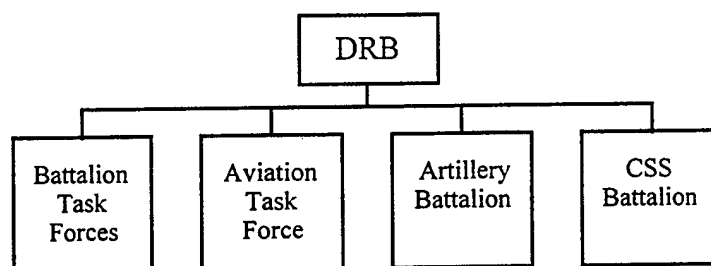 DRB
Battalion
Task
Forces
Aviation
Task
Force
Artillery
Battalion
CSS
Battalion